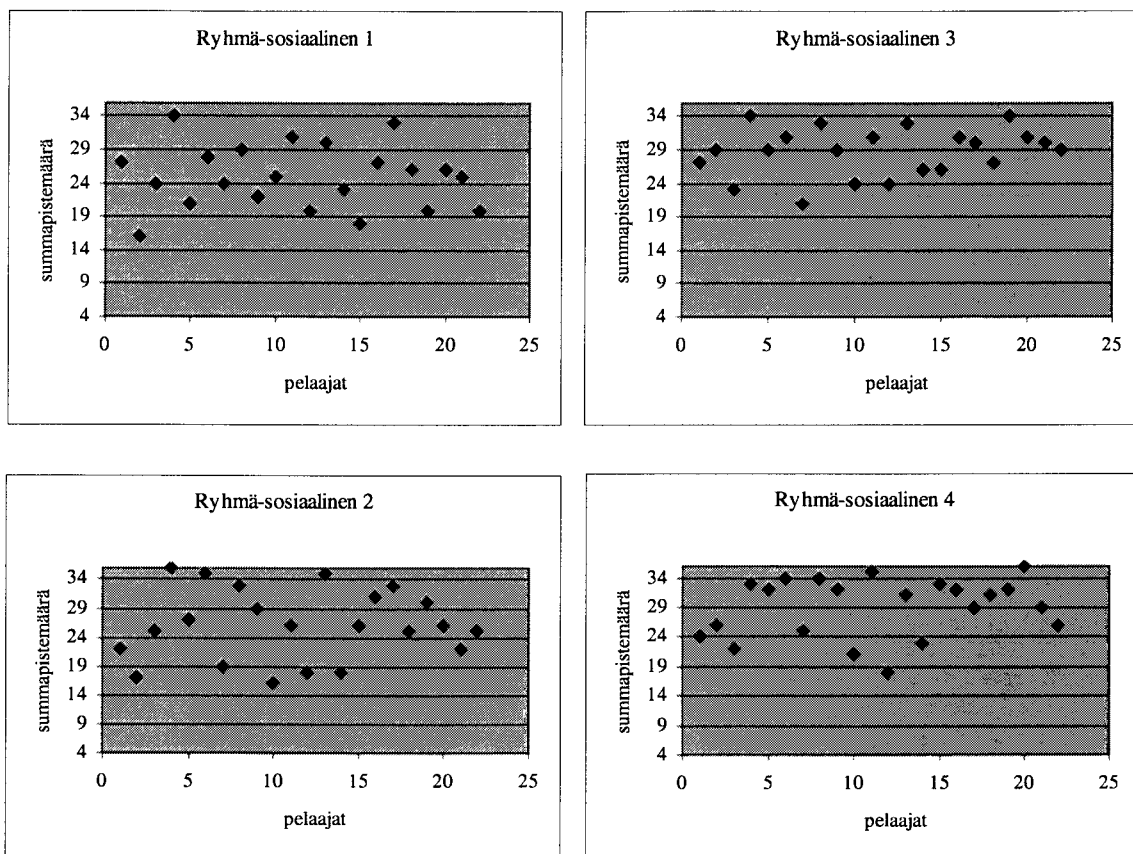 Ryhmä-sosiaalinen 1
summapistemäärä
34
29
24
19
14
9
4
0 5 10 15 20 25
pelaajat
Ryhmä-sosiaalinen 3
summapistemäärä
34
29
24
19
14
9
4
0 5 10 15 20 25
pelaajat
Ryhmä-sosiaalinen 2
summapistemäärä
34
29
24
19
14
9
4
0 5 10 15 20 25
pelaajat
Ryhmä-sosiaalinen 4
summapistemäärä
34
29
24
19
14
9
4
0 5 10 15 20 25
pelaajat